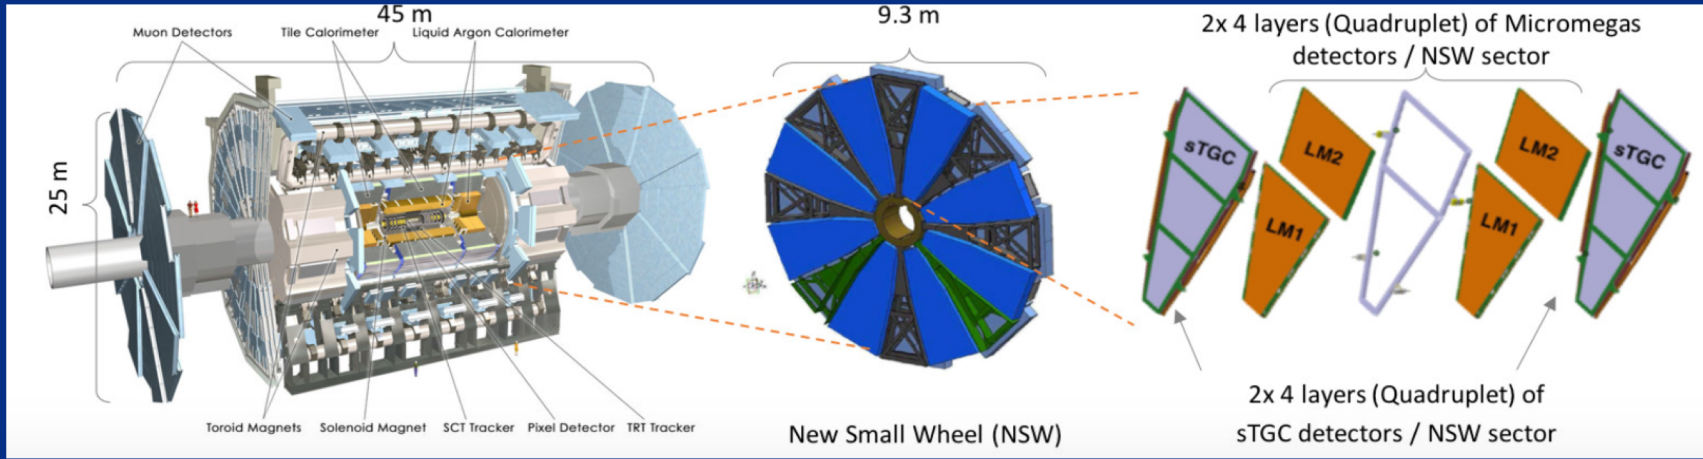 45 m
Muon Detectors
Tile Calorimeter
Liquid Argon Calorimeter
25 m
Toroid Magnets
Solenoid Magnet
SCT Tracker
Pixel Detector
TRT Tracker
9.3 m
New Small Wheel (NSW)
2x 4 layers (Quadruplet) of Micromegas
detectors / NSW sector
sTGC
LM2
LM1
LM2
LM1
sTGC
2x 4 layers (Quadruplet) of
sTGC detectors / NSW sector